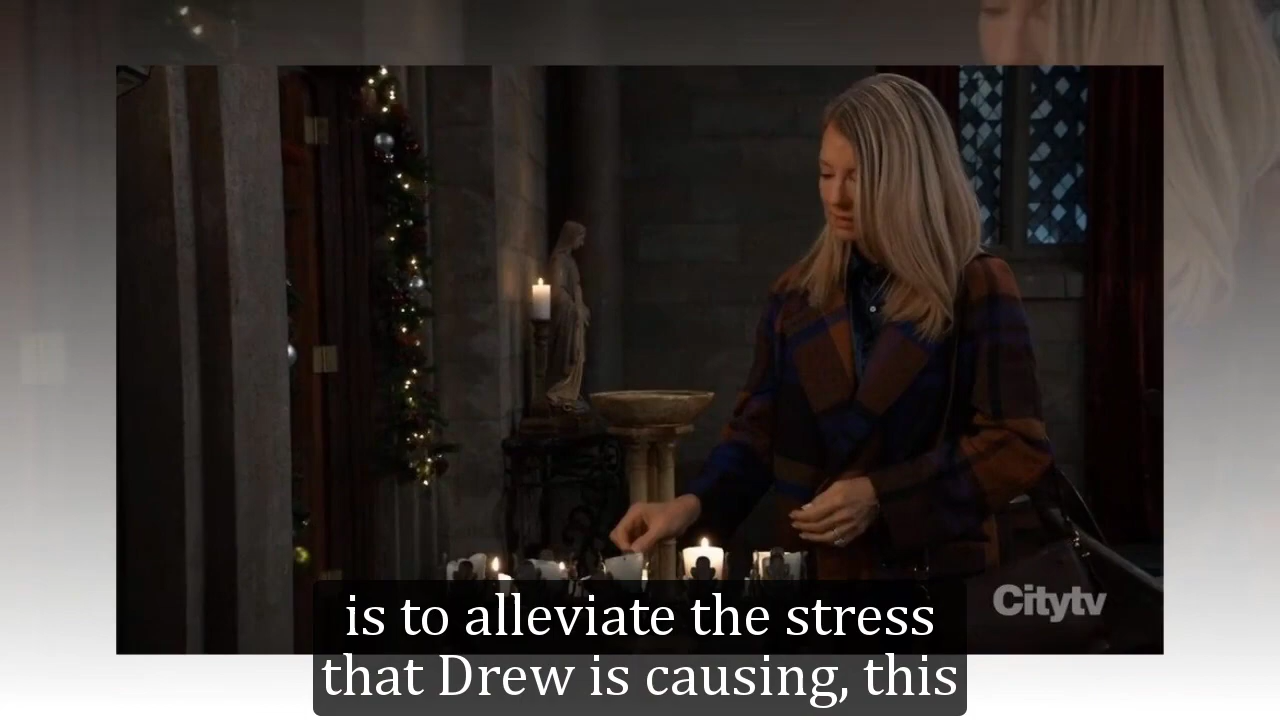 Citytv
is to alleviate the stress
that Drew is causing, this